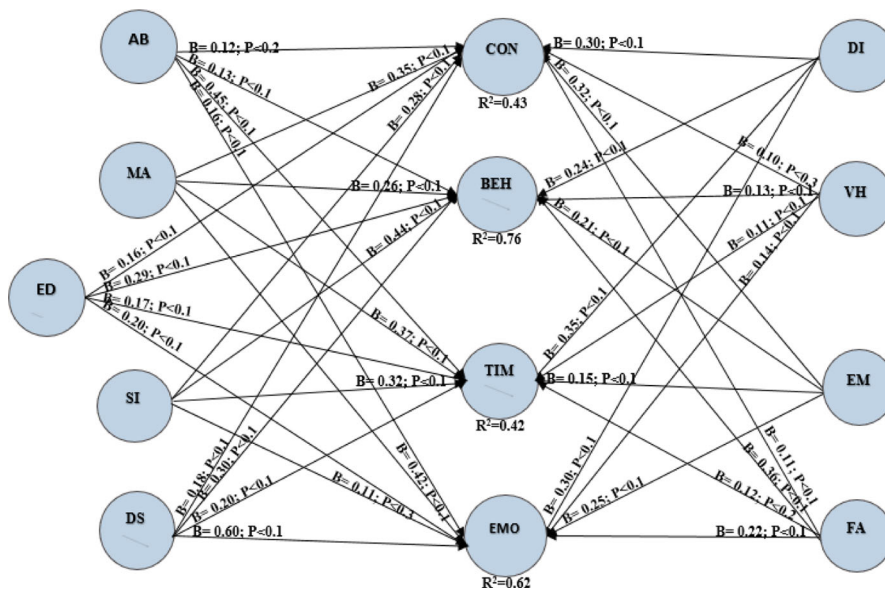 AB
CON
DI
B= 0.12; P<0.2
B= 0.13; P<0.1
B= 0.45; P<0.1
B= 0.16; P<0.1
B= 0.35; P<0.1
B= 0.28; P<0.1
B= 0.30; P<0.1
B= 0.32; P<0.1
R²=0.43
MA
BEH
VH
B= 0.26; P<0.1
B= 0.44; P<0.1
B= 0.24; P<0.1
B= 0.10; P<0.3
B= 0.13; P<0.1
B= 0.21; P<0.1
B= 0.11; P<0.1
B= 0.14; P<0.1
R²=0.76
ED
B= 0.16; P<0.1
B= 0.29; P<0.1
B= 0.17; P<0.1
B= 0.20; P<0.1
SI
TIM
EM
B= 0.37; P<0.1
B= 0.32; P<0.1
B= 0.35; P<0.1
B= 0.15; P<0.1
R²=0.42
DS
EMO
FA
B= 0.18; P<0.1
B= 0.30; P<0.1
B= 0.20; P<0.1
B= 0.60; P<0.1
B= 0.42; P<0.1
B= 0.11; P<0.3
B= 0.30; P<0.1
B= 0.25; P<0.1
B= 0.11; P<0.1
B= 0.36; P<0.1
B= 0.12; P<0.2
B= 0.22; P<0.1
R²=0.62